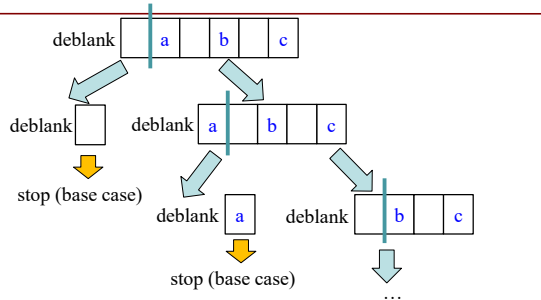 deblank a b c
deblank
deblank a b c
stop (base case)
deblank a
deblank b c
stop (base case)
...